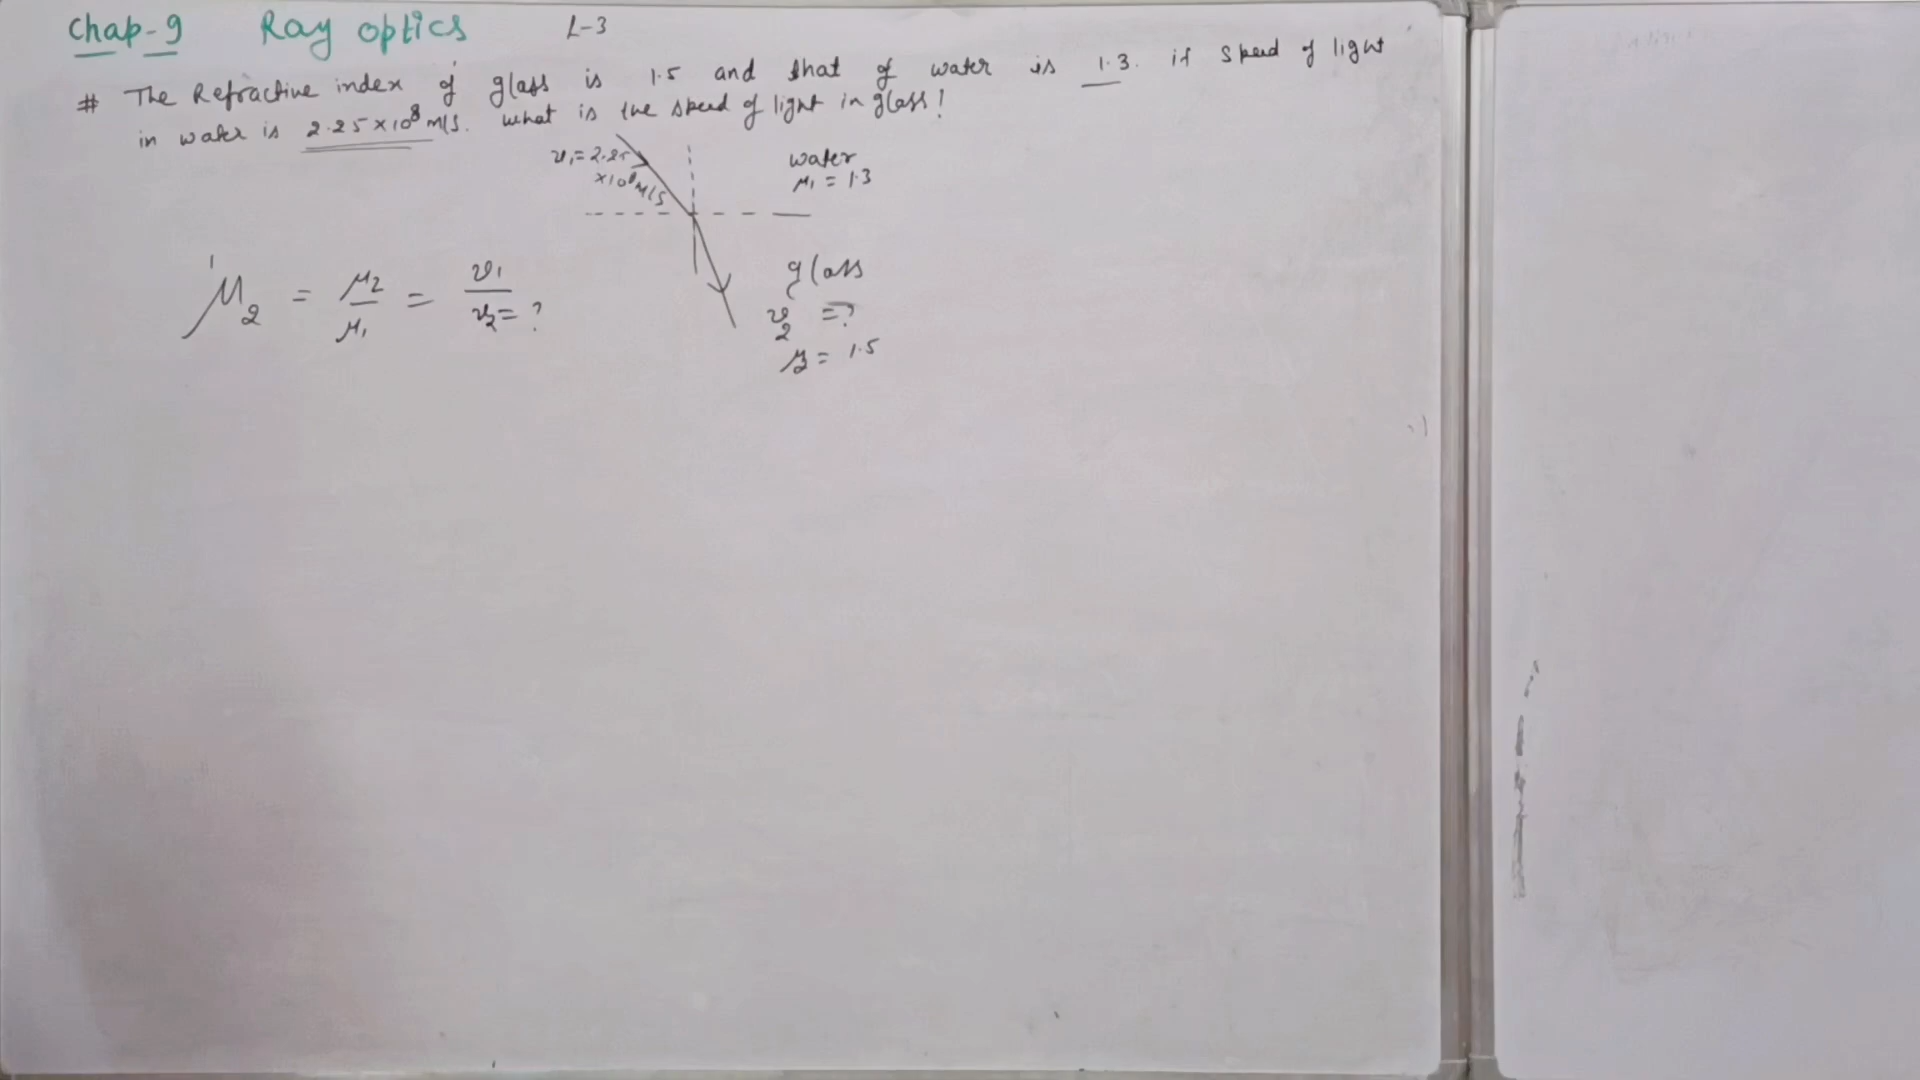 Chap-9 Ray optics L-3
# The Refractive index of glass is 1.5 and that of water is 1.3. if speed of light
in water is 2.25×10⁸ m/s. what is the speed of light in glass!
v₁=2.25
×10⁸ m/s
water
μ₁ = 1.3
¹μ₂ = μ₂/μ₁ = v₁/v₂=?
glass
v₂ =?
μ₂ = 1.5